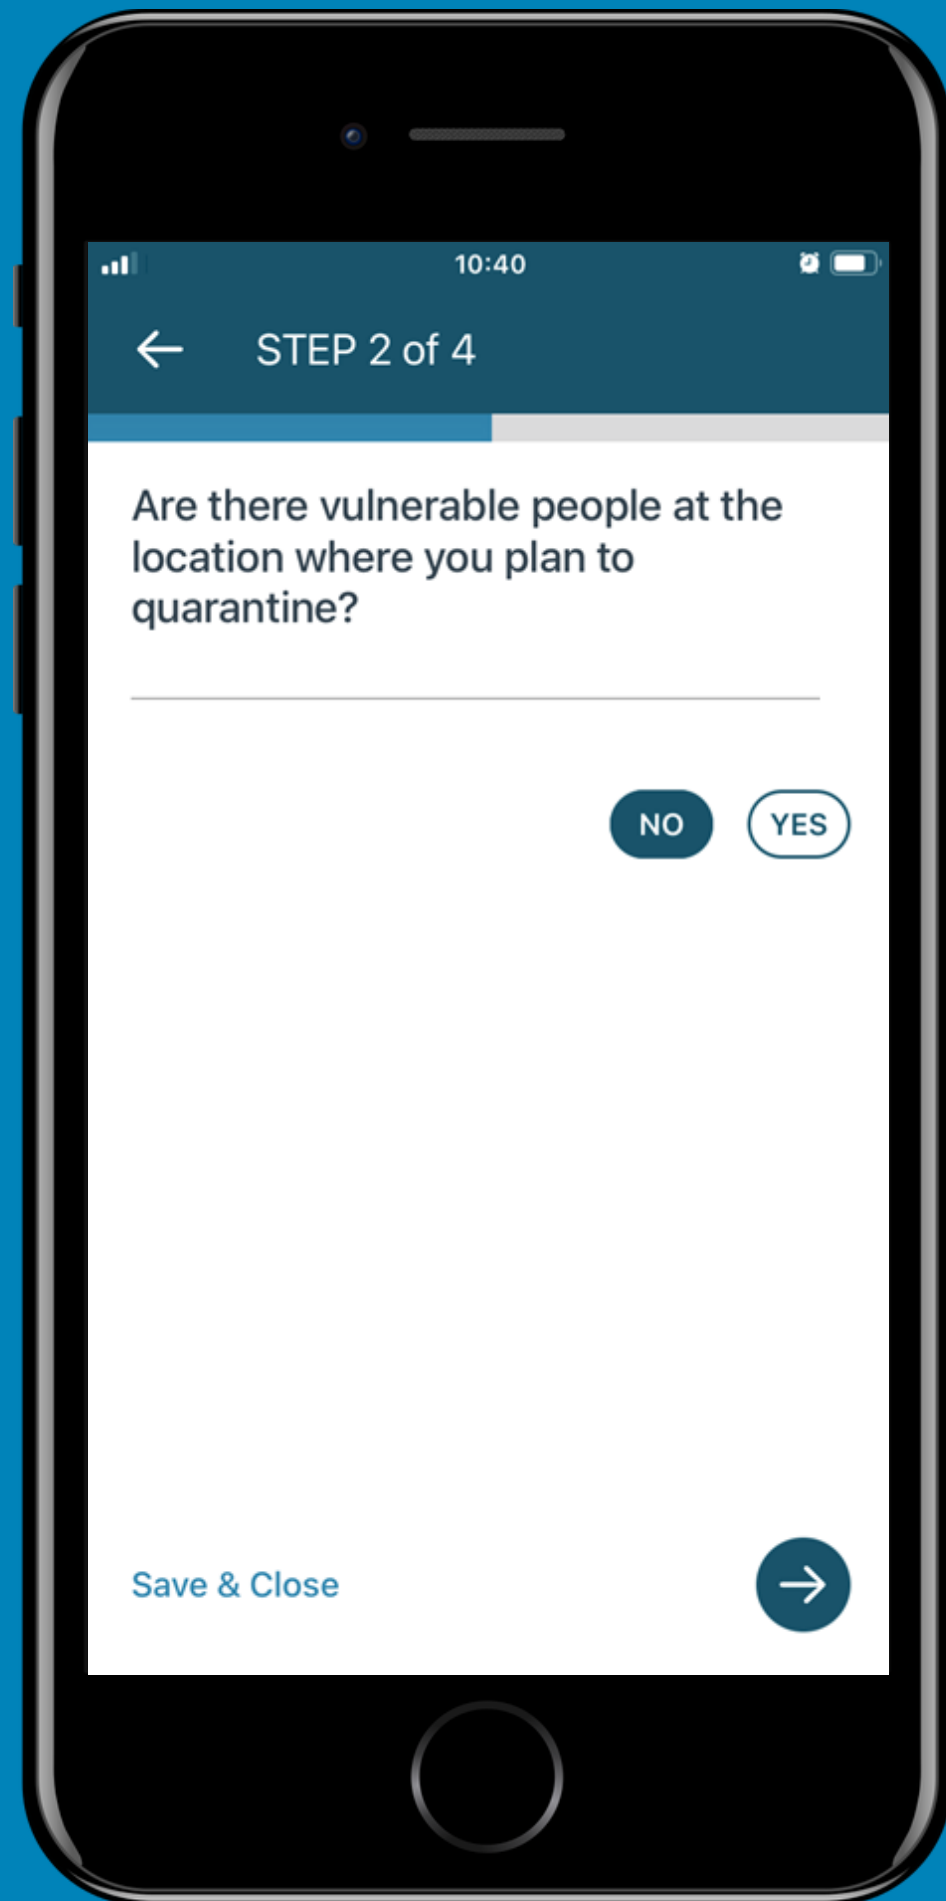 10:40
STEP 2 of 4
Are there vulnerable people at the
location where you plan to
quarantine?
NO YES
Save & Close